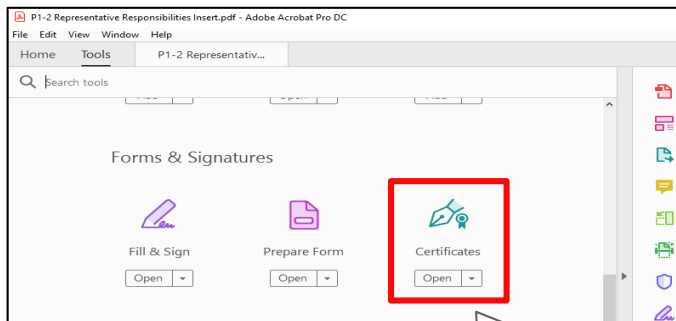 P1-2 Representative Responsibilities Insert.pdf - Adobe Acrobat Pro DC
File Edit View Window Help
Home Tools P1-2 Representativ...
Search tools
Forms & Signatures
Fill & Sign Prepare Form Certificates
Open Open Open